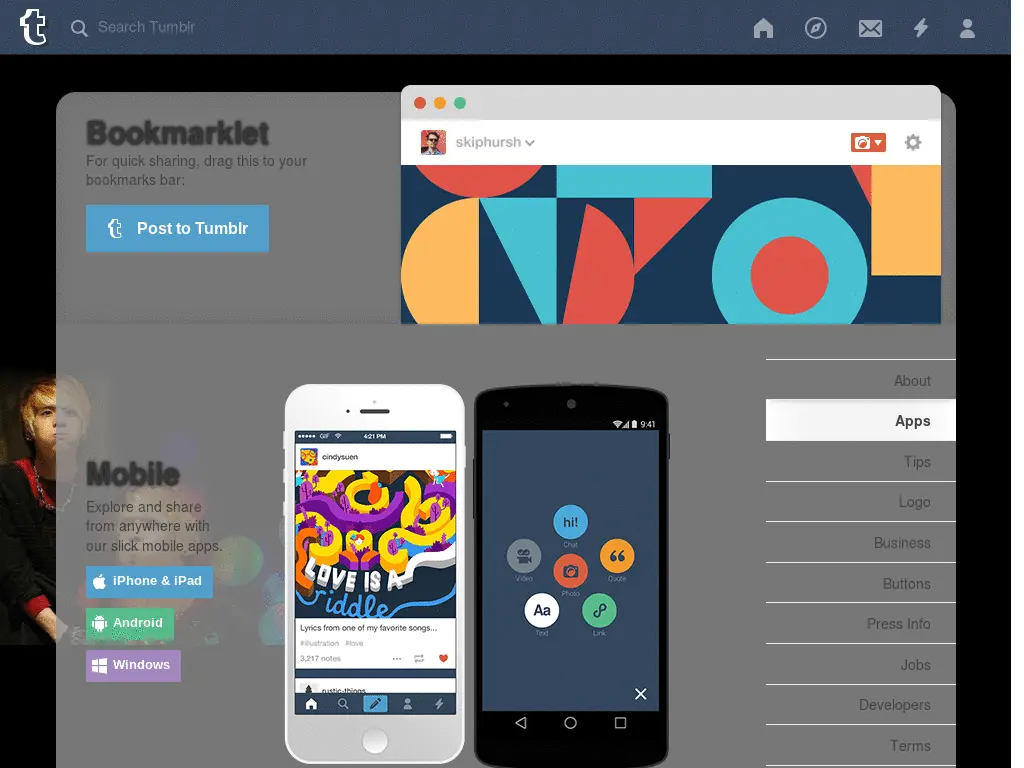 t Search Tumblr
Bookmarklet
For quick sharing, drag this to your
bookmarks bar:
t Post to Tumblr
skiphursh
Mobile
Explore and share
from anywhere with
our slick mobile apps.
iPhone & iPad
Android
Windows
GIF 4:21 PM
cindysuen
LOVE IS A
riddle
Lyrics from one of my favorite songs...
#illustration #love
3,217 notes
rustic-things
9:41
hi!
Chat
Video
Quote
Photo
Aa
Text
Link
About
Apps
Tips
Logo
Business
Buttons
Press Info
Jobs
Developers
Terms